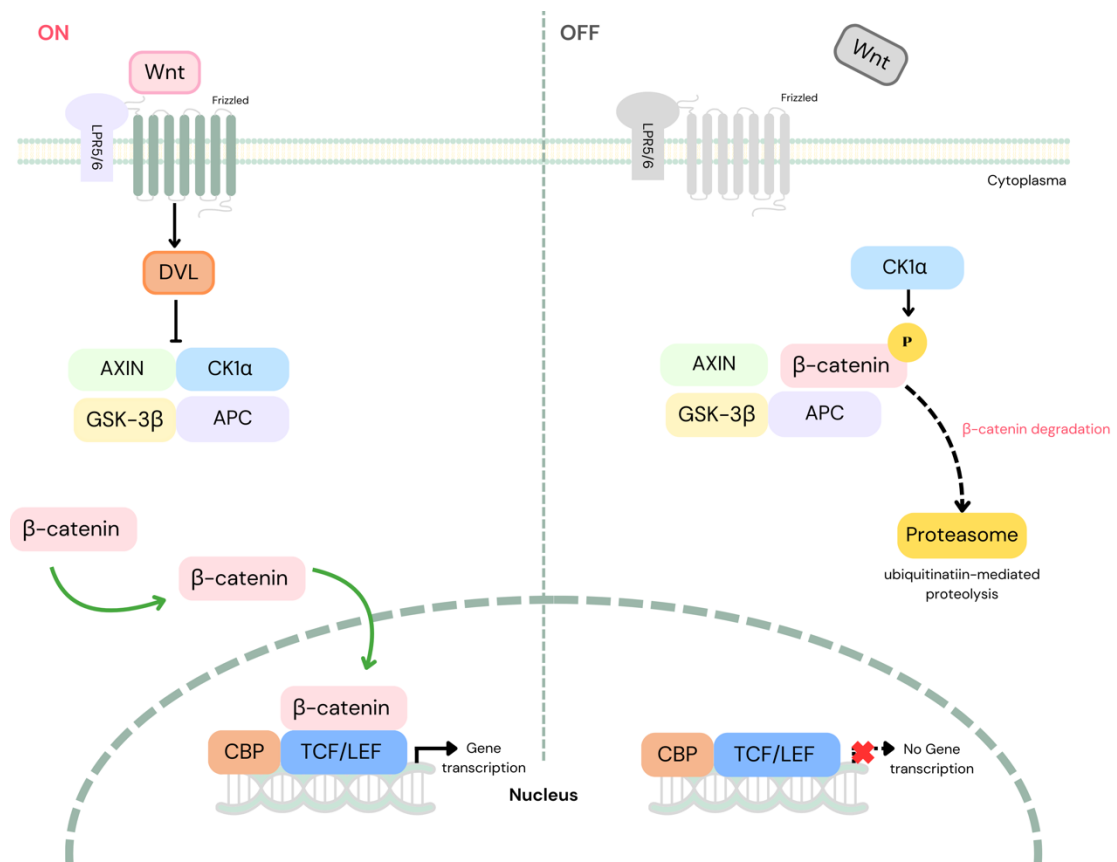 ON
Wnt
Frizzled
LPR5/6
DVL
AXIN
CK1α
GSK-3β
APC
β-catenin
β-catenin
β-catenin
CBP
TCF/LEF
Gene
transcription
Nucleus
OFF
Wnt
Frizzled
LPR5/6
Cytoplasma
CK1α
P
AXIN
β-catenin
GSK-3β
APC
β-catenin degradation
Proteasome
ubiquitinatiin-mediated
proteolysis
CBP
TCF/LEF
No Gene
transcription